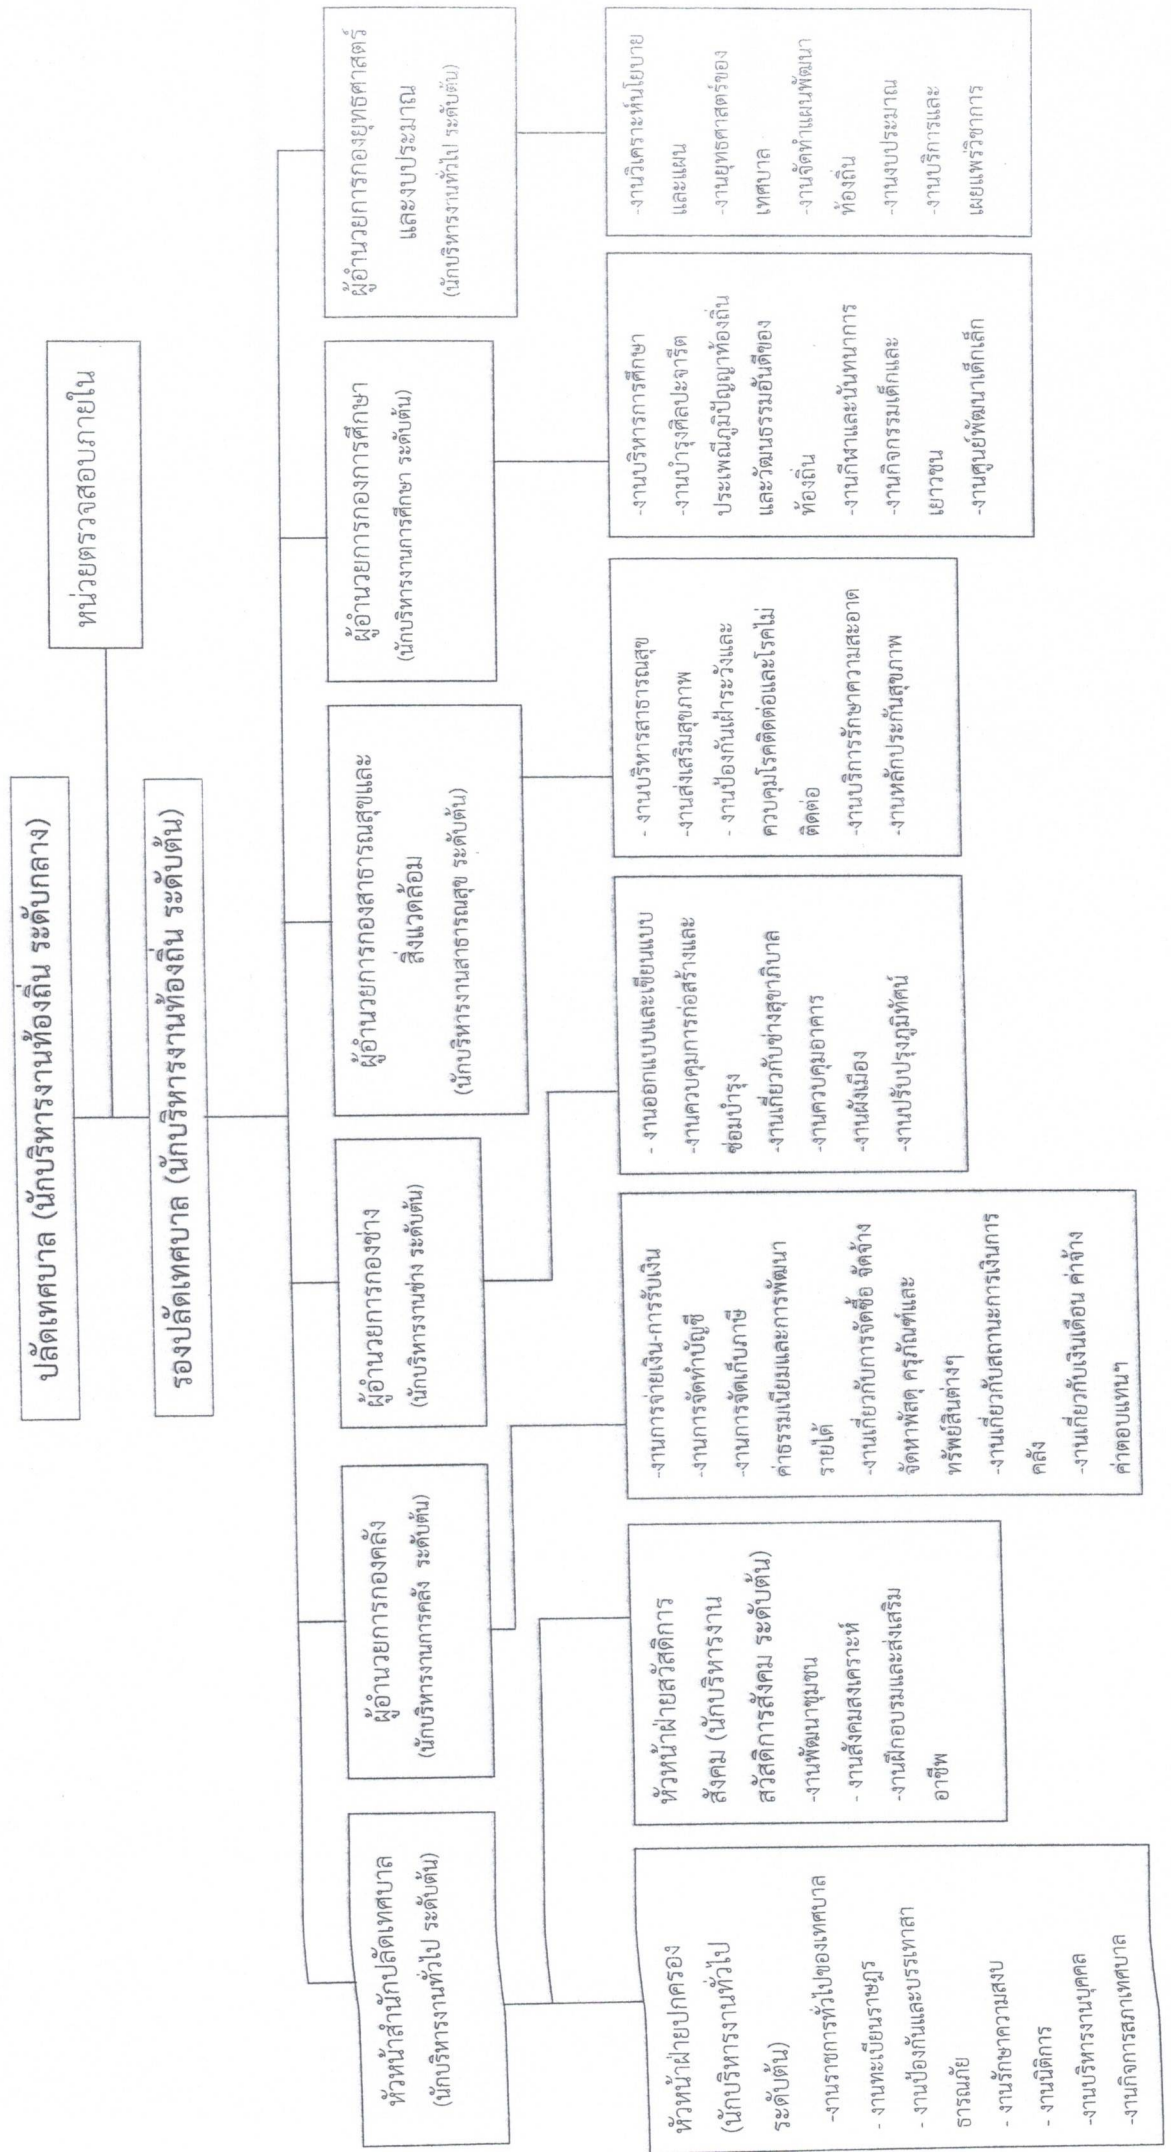 ปลัดเทศบาล (นักบริหารงานท้องถิ่น ระดับกลาง)
หน่วยตรวจสอบภายใน
รองปลัดเทศบาล (นักบริหารงานท้องถิ่น ระดับต้น)
หัวหน้าสำนักปลัดเทศบาล
(นักบริหารงานทั่วไป ระดับต้น)
ผู้อำนวยการกองคลัง
(นักบริหารงานการคลัง ระดับต้น)
ผู้อำนวยการกองช่าง
(นักบริหารงานช่าง ระดับต้น)
ผู้อำนวยการกองสาธารณสุขและ
สิ่งแวดล้อม
(นักบริหารงานสาธารณสุข ระดับต้น)
ผู้อำนวยการกองการศึกษา
(นักบริหารงานการศึกษา ระดับต้น)
ผู้อำนวยการกองยุทธศาสตร์
และงบประมาณ
(นักบริหารงานทั่วไป ระดับต้น)
หัวหน้าฝ่ายปกครอง
(นักบริหารงานทั่วไป
ระดับต้น)
-งานราชการทั่วไปของเทศบาล
- งานทะเบียนราษฎร
- งานป้องกันและบรรเทาสา
ธารณภัย
- งานรักษาความสงบ
- งานนิติการ
-งานบริหารงานบุคคล
-งานกิจการสภาเทศบาล
หัวหน้าฝ่ายสวัสดิการ
สังคม (นักบริหารงาน
สวัสดิการสังคม ระดับต้น)
-งานพัฒนาชุมชน
- งานสังคมสงเคราะห์
-งานฝึกอบรมและส่งเสริม
อาชีพ
-งานการจ่ายเงิน-การรับเงิน
-งานการจัดทำบัญชี
-งานการจัดเก็บภาษี
ค่าธรรมเนียมและการพัฒนา
รายได้
-งานเกี่ยวกับการจัดซื้อ จัดจ้าง
จัดหาพัสดุ ครุภัณฑ์และ
ทรัพย์สินต่างๆ
-งานเกี่ยวกับสถานะการเงินการ
คลัง
-งานเกี่ยวกับเงินเดือน ค่าจ้าง
ค่าตอบแทนฯ
- งานออกแบบและเขียนแบบ
-งานควบคุมการก่อสร้างและ
ซ่อมบำรุง
-งานเกี่ยวกับช่างสุขาภิบาล
-งานควบคุมอาคาร
-งานผังเมือง
-งานปรับปรุงภูมิทัศน์
- งานบริหารสาธารณสุข
-งานส่งเสริมสุขภาพ
- งานป้องกันเฝ้าระวังและ
ควบคุมโรคติดต่อและโรคไม่
ติดต่อ
-งานบริการรักษาความสะอาด
-งานหลักประกันสุขภาพ
-งานบริหารการศึกษา
-งานบำรุงศิลปะจารีต
ประเพณีภูมิปัญญาท้องถิ่น
และวัฒนธรรมอันดีของ
ท้องถิ่น
-งานกีฬาและนันทนาการ
-งานกิจกรรมเด็กและ
เยาวชน
-งานศูนย์พัฒนาเด็กเล็ก
-งานวิเคราะห์นโยบาย
และแผน
-งานยุทธศาสตร์ของ
เทศบาล
-งานจัดทำแผนพัฒนา
ท้องถิ่น
-งานงบประมาณ
-งานบริการและ
เผยแพร่วิชาการ